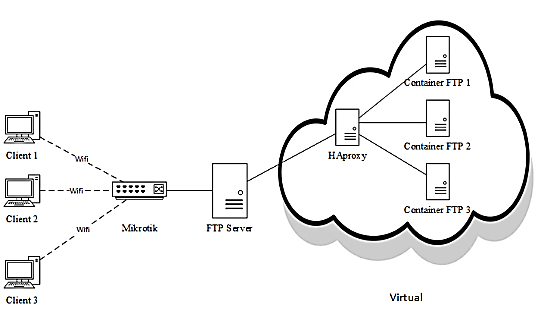 Container FTP 1
Client 1
Wifi
HAproxy
Container FTP 2
Wifi
Client 2
Mikrotik
FTP Server
Container FTP 3
Wifi
Client 3
Virtual